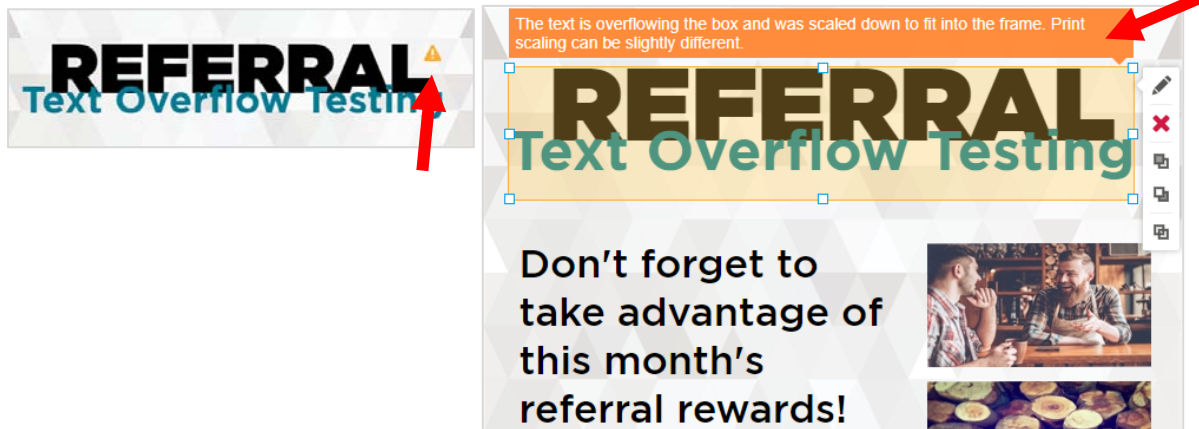 REFERRAL
Text Overflow Testing
The text is overflowing the box and was scaled down to fit into the frame. Print
scaling can be slightly different.
REFERRAL
Text Overflow Testing
Don't forget to
take advantage of
this month's
referral rewards!